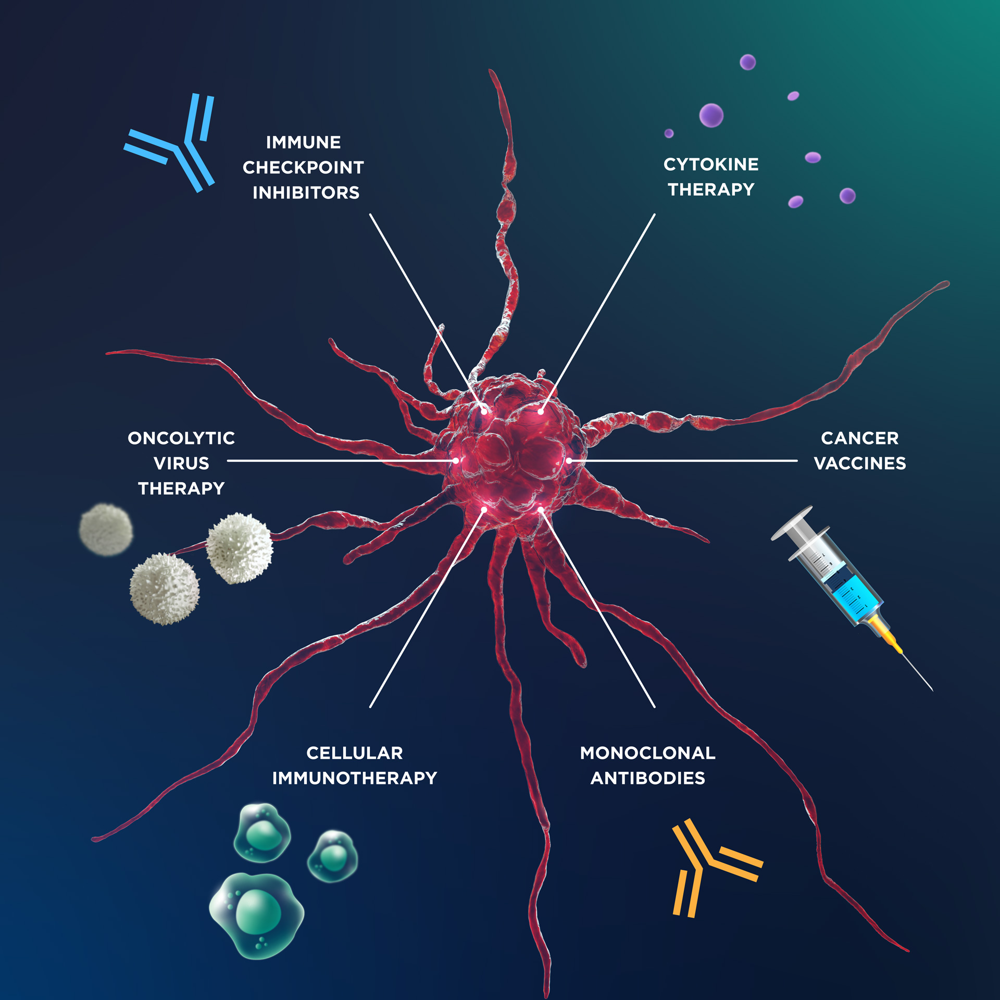 IMMUNE
CHECKPOINT
INHIBITORS
CYTOKINE
THERAPY
ONCOLYTIC
VIRUS
THERAPY
CANCER
VACCINES
CELLULAR
IMMUNOTHERAPY
MONOCLONAL
ANTIBODIES